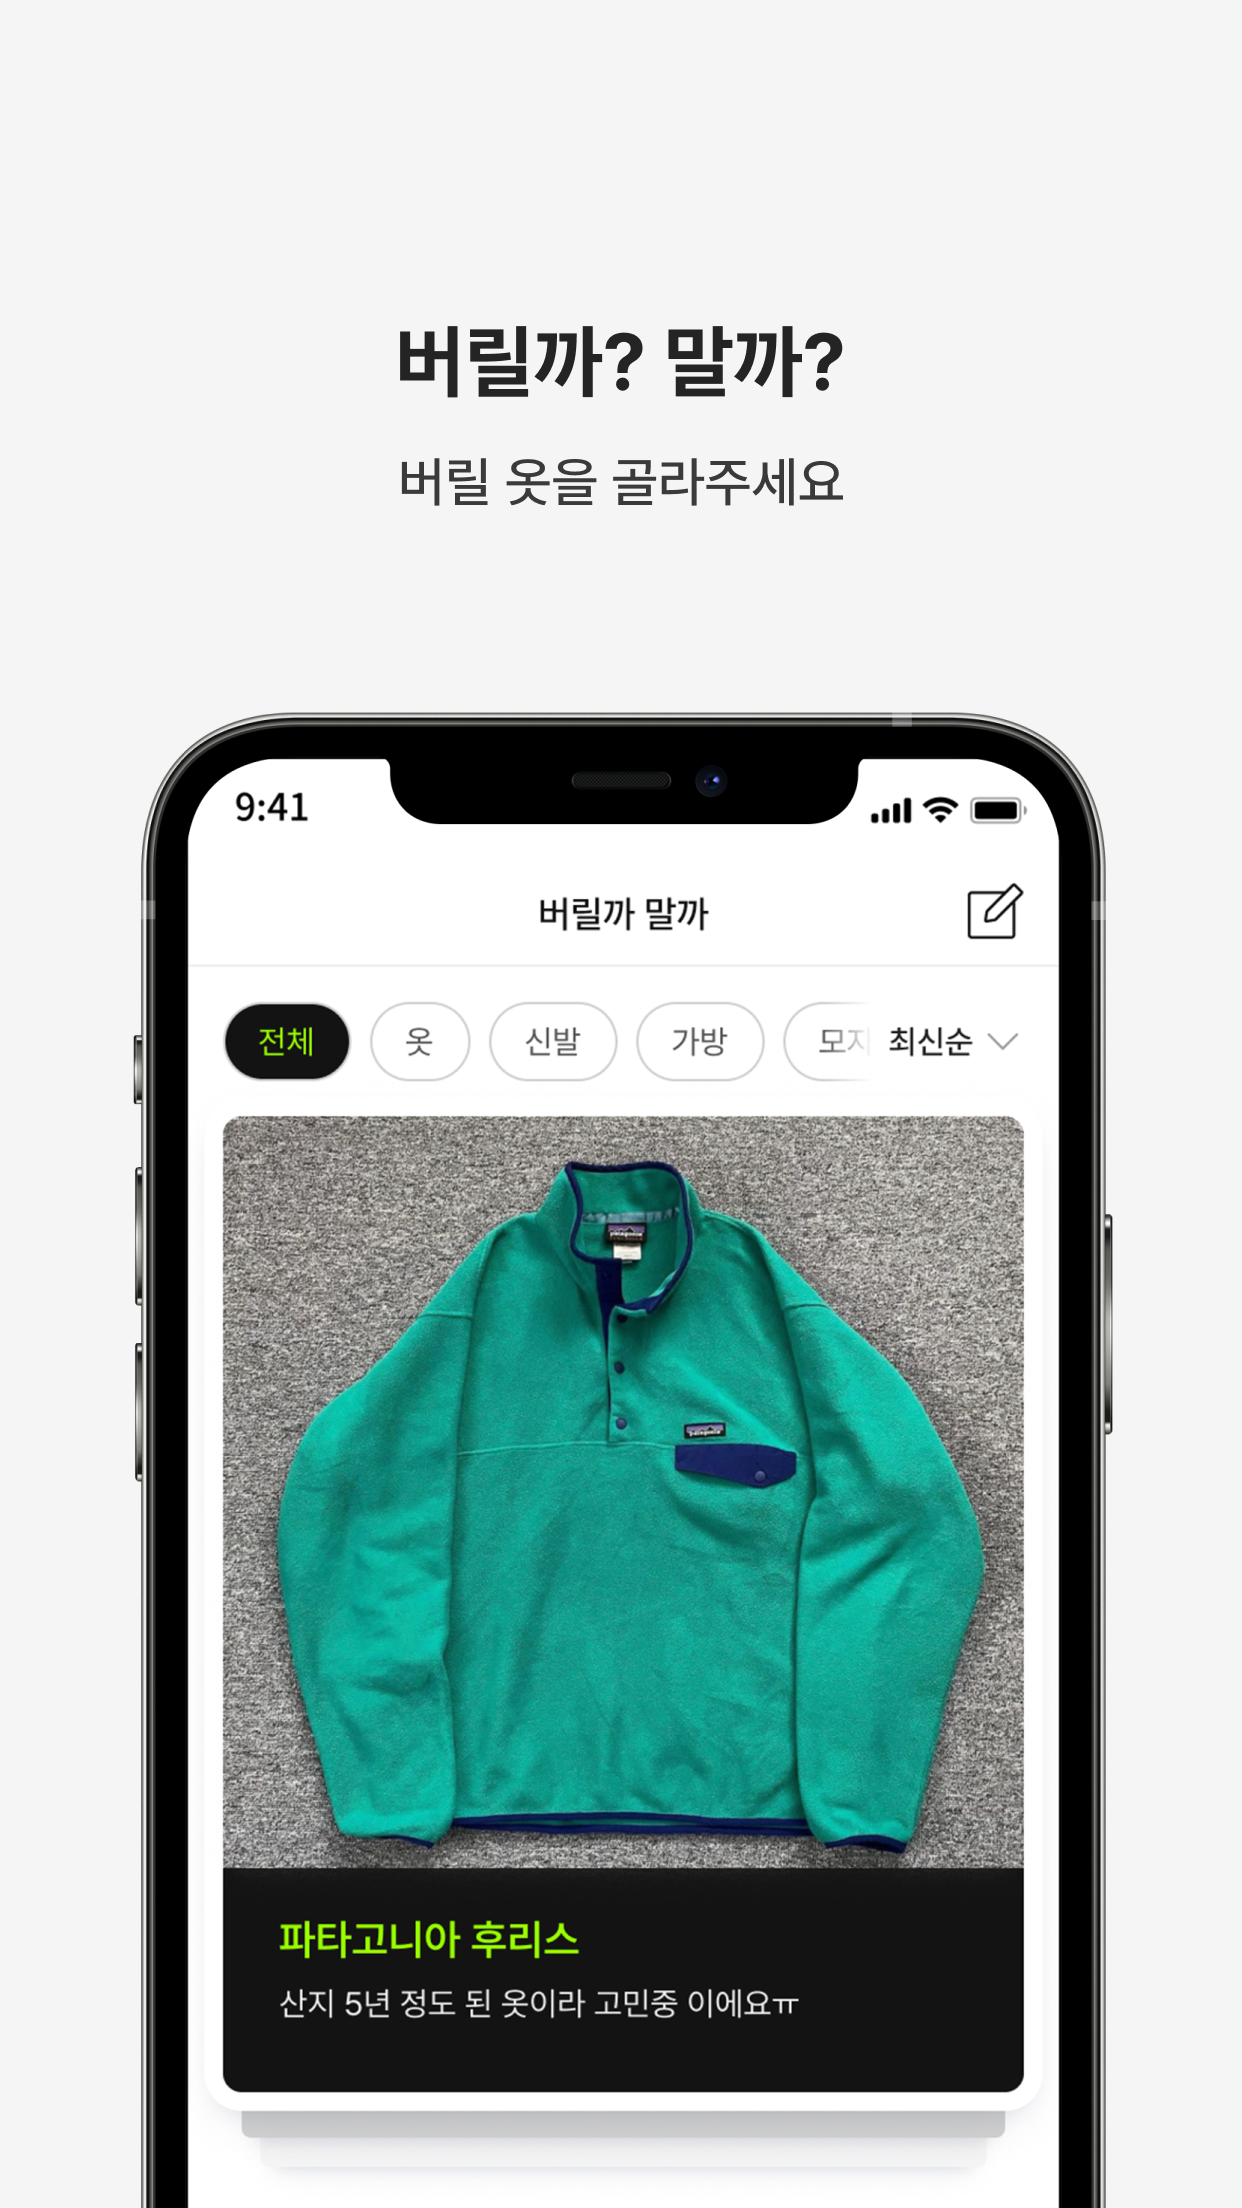 버릴까? 말까?
버릴 옷을 골라주세요
9:41
버릴까 말까
전체 옷 신발 가방 모자 최신순
patagonia
patagonia
파타고니아 후리스
산지 5년 정도 된 옷이라 고민중 이에요ㅠ